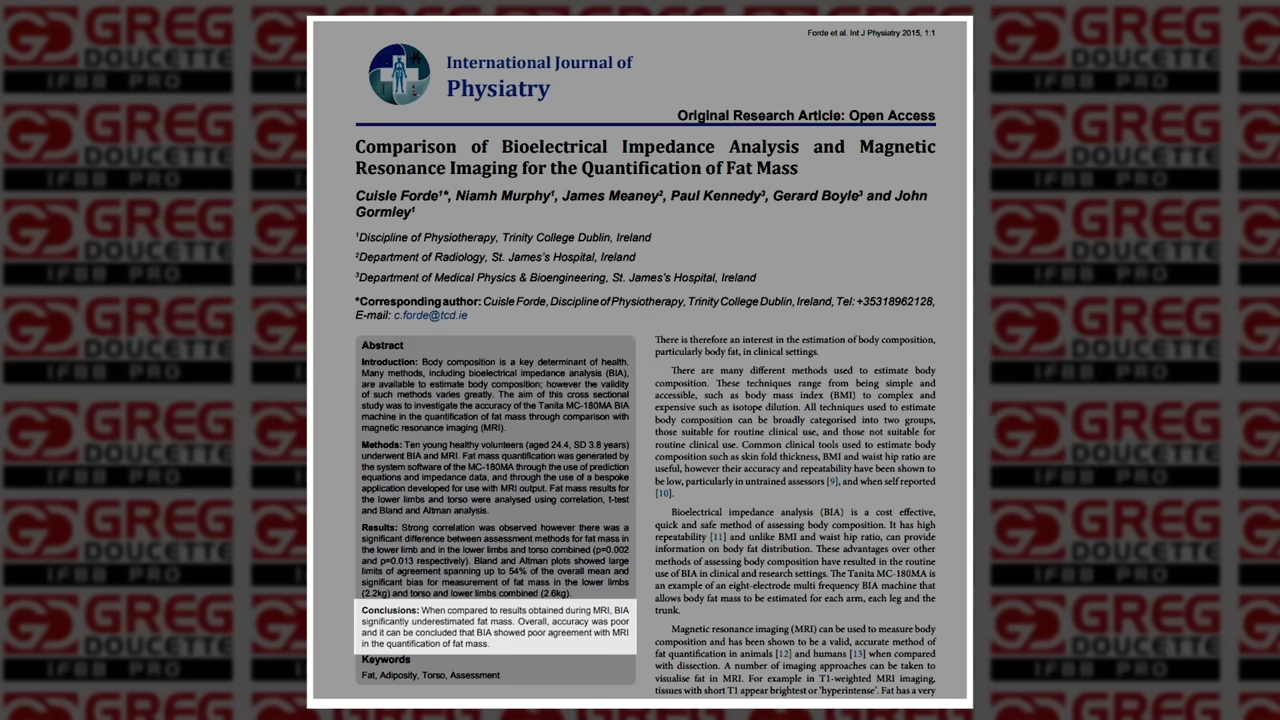 Forde et al. Int J Physiatry 2015, 1:1
International Journal of
Physiatry
Original Research Article: Open Access
Comparison of Bioelectrical Impedance Analysis and Magnetic
Resonance Imaging for the Quantification of Fat Mass
Cuisle Forde¹*, Niamh Murphy¹, James Meaney², Paul Kennedy³, Gerard Boyle³ and John
Gormley¹
¹Discipline of Physiotherapy, Trinity College Dublin, Ireland
²Department of Radiology, St. James's Hospital, Ireland
³Department of Medical Physics & Bioengineering, St. James's Hospital, Ireland
*Corresponding author: Cuisle Forde, Discipline of Physiotherapy, Trinity College Dublin, Ireland, Tel: +35318962128,
E-mail: c.forde@tcd.ie
Abstract
Introduction: Body composition is a key determinant of health.
Many methods, including bioelectrical impedance analysis (BIA),
are available to estimate body composition; however the validity
of such methods varies greatly. The aim of this cross sectional
study was to investigate the accuracy of the Tanita MC-180MA BIA
machine in the quantification of fat mass through comparison with
magnetic resonance imaging (MRI).
Methods: Ten young healthy volunteers (aged 24.4, SD 3.8 years)
underwent BIA and MRI. Fat mass quantification was generated by
the system software of the MC-180MA through the use of prediction
equations and impedance data, and through the use of a bespoke
application developed for use with MRI output. Fat mass results for
the lower limbs and torso were analysed using correlation, t-test
and Bland and Altman analysis.
Results: Strong correlation was observed however there was a
significant difference between assessment methods for fat mass in
the lower limb and in the lower limbs and torso combined (p=0.002
and p=0.013 respectively). Bland and Altman plots showed large
limits of agreement spanning up to 54% of the overall mean and
significant bias for measurement of fat mass in the lower limbs
(2.2kg) and torso and lower limbs combined (2.6kg).
Conclusions: When compared to results obtained during MRI, BIA
significantly underestimated fat mass. Overall, accuracy was poor
and it can be concluded that BIA showed poor agreement with MRI
in the quantification of fat mass.
Keywords
Fat, Adiposity, Torso, Assessment
There is therefore an interest in the estimation of body composition,
particularly body fat, in clinical settings.
There are many different methods used to estimate body
composition. These techniques range from being simple and
accessible, such as body mass index (BMI) to complex and
expensive such as isotope dilution. All techniques used to estimate
body composition can be broadly categorised into two groups,
those suitable for routine clinical use, and those not suitable for
routine clinical use. Common clinical tools used to estimate body
composition such as skin fold thickness, BMI and waist hip ratio are
useful, however their accuracy and repeatability have been shown to
be low, particularly in untrained assessors [9], and when self reported
[10].
Bioelectrical impedance analysis (BIA) is a cost effective,
quick and safe method of assessing body composition. It has high
repeatability [11] and unlike BMI and waist hip ratio, can provide
information on body fat distribution. These advantages over other
methods of assessing body composition have resulted in the routine
use of BIA in clinical and research settings. The Tanita MC-180MA is
an example of an eight-electrode multi frequency BIA machine that
allows body fat mass to be estimated for each arm, each leg and the
trunk.
Magnetic resonance imaging (MRI) can be used to measure body
composition and has been shown to be a valid, accurate method of
fat quantification in animals [12] and humans [13] when compared
with dissection. A number of imaging approaches can be taken to
visualise fat in MRI. For example in T1-weighted MRI imaging,
tissues with short T1 appear brightest or 'hyperintense'. Fat has a very
GREG
DOUCETTE
IFBB PRO